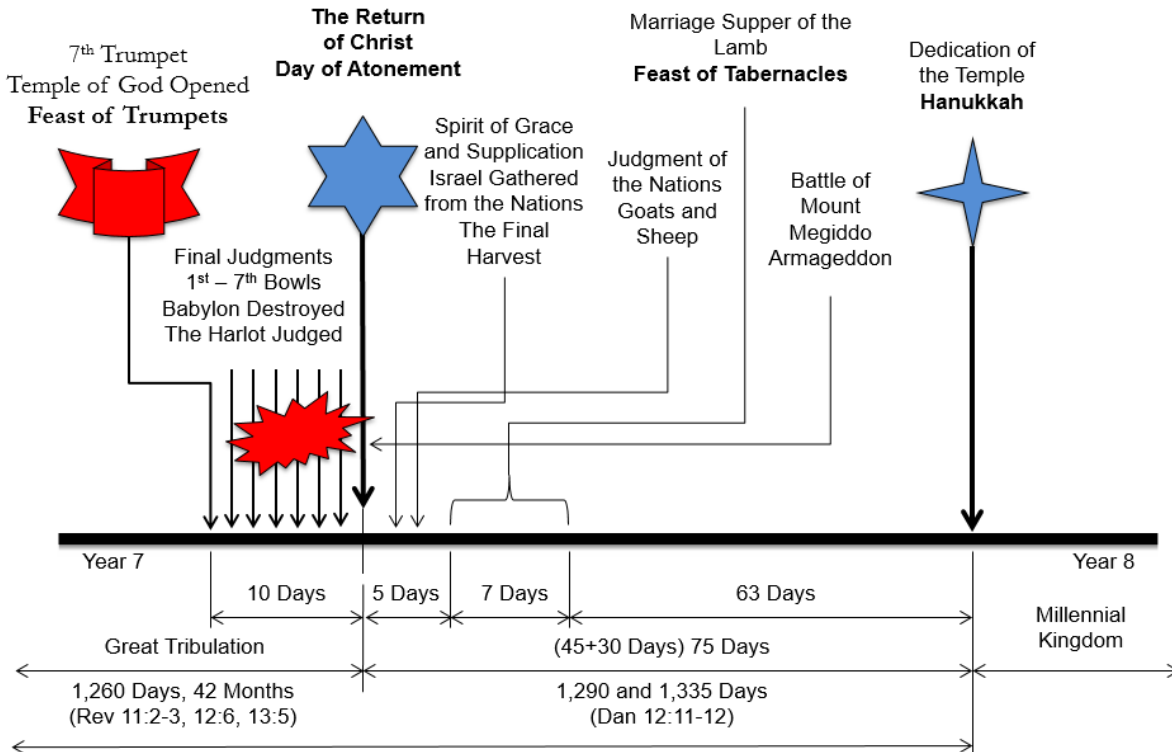 7th Trumpet
Temple of God Opened
Feast of Trumpets
The Return
of Christ
Day of Atonement
Marriage Supper of the
Lamb
Feast of Tabernacles
Dedication of
the Temple
Hanukkah
Spirit of Grace
and Supplication
Israel Gathered
from the Nations
The Final
Harvest
Judgment of
the Nations
Goats and
Sheep
Battle of
Mount
Megiddo
Armageddon
Final Judgments
1st – 7th Bowls
Babylon Destroyed
The Harlot Judged
Year 7
Year 8
10 Days
5 Days
7 Days
63 Days
Great Tribulation
(45+30 Days) 75 Days
Millennial
Kingdom
1,260 Days, 42 Months
(Rev 11:2-3, 12:6, 13:5)
1,290 and 1,335 Days
(Dan 12:11-12)